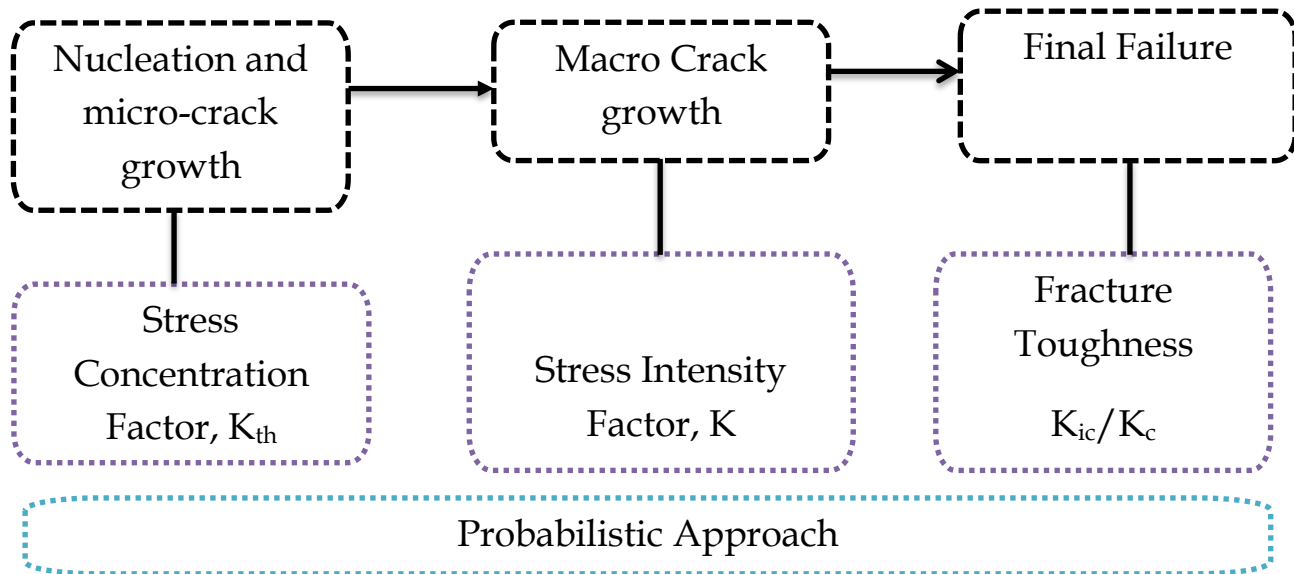 Nucleation and
micro-crack
growth
Macro Crack
growth
Final Failure
Stress
Concentration
Factor, Kth
Stress Intensity
Factor, K
Fracture
Toughness
Kic/Kc
Probabilistic Approach